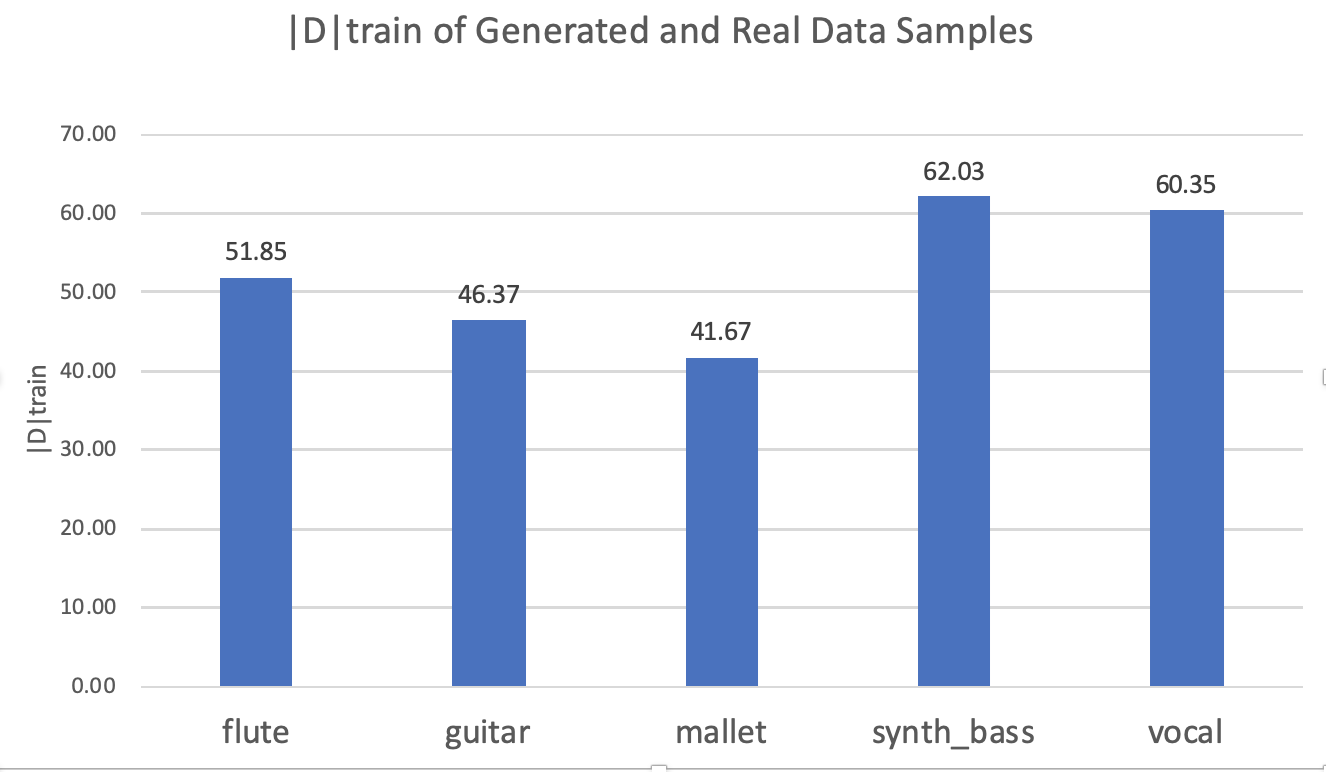 |D|train of Generated and Real Data Samples
70.00
60.00
50.00
40.00
30.00
20.00
10.00
0.00
|D|train
51.85
46.37
41.67
62.03
60.35
flute
guitar
mallet
synth_bass
vocal